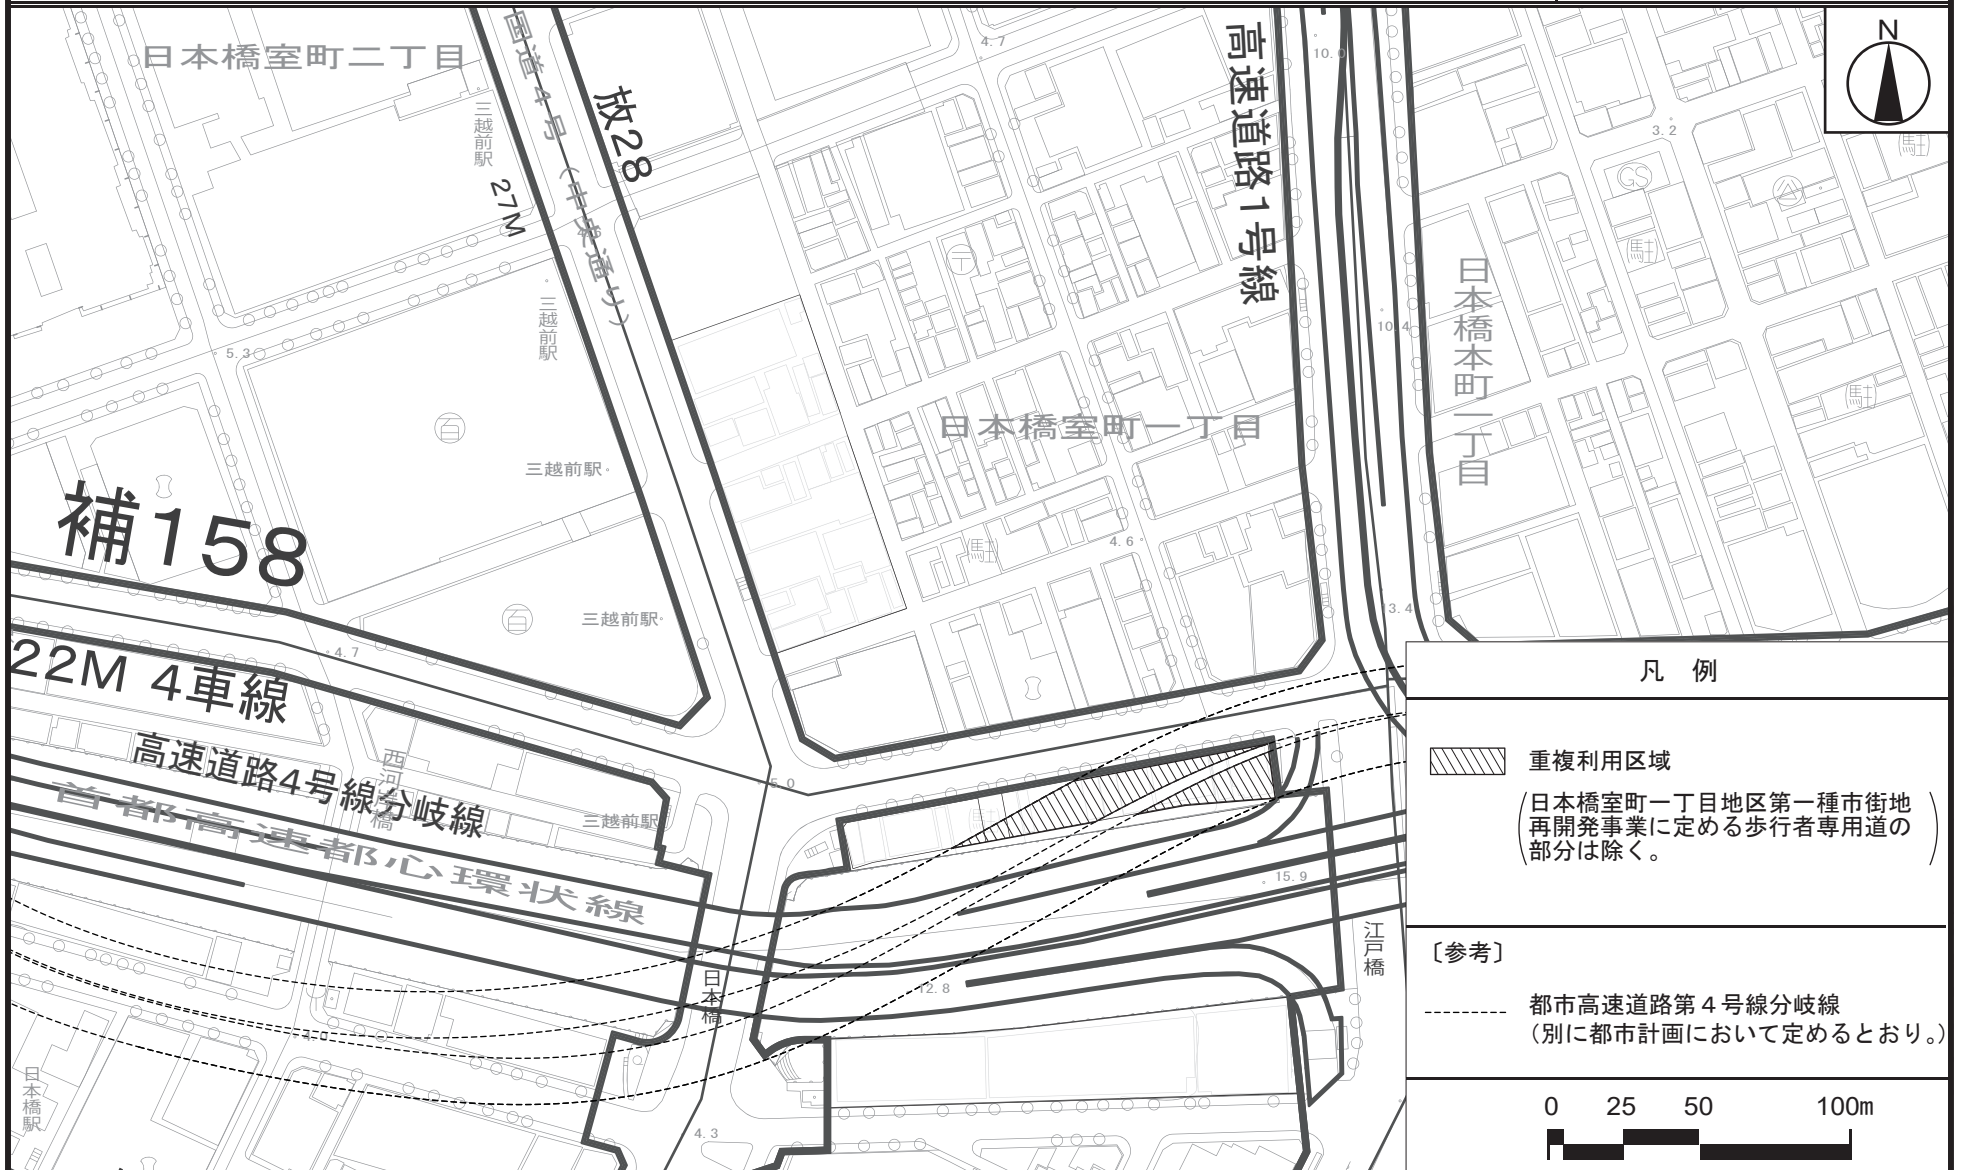 日本橋室町二丁目
国道4号(中央通り)
放28
高速道路1号線
N
4.7
10.0
3.2
三越前駅
27M
GS
駐
駐
日本橋本町一丁目
10.4
三越前駅
5.3
駐
百
日本橋室町一丁目
三越前駅
補158
駐
4.6
百
三越前駅
13.4
4.7
22M 4車線
凡 例
高速道路4号線分岐線
西河岸橋
5.0
重複利用区域
首都高速都心環状線
三越前駅
(日本橋室町一丁目地区第一種市街地
再開発事業に定める歩行者専用道の
部分は除く。)
15.9
江戸橋
〔参考〕
日本橋
12.8
都市高速道路第4号線分岐線
(別に都市計画において定めるとおり。)
日本橋駅
4.3
0 25 50 100m